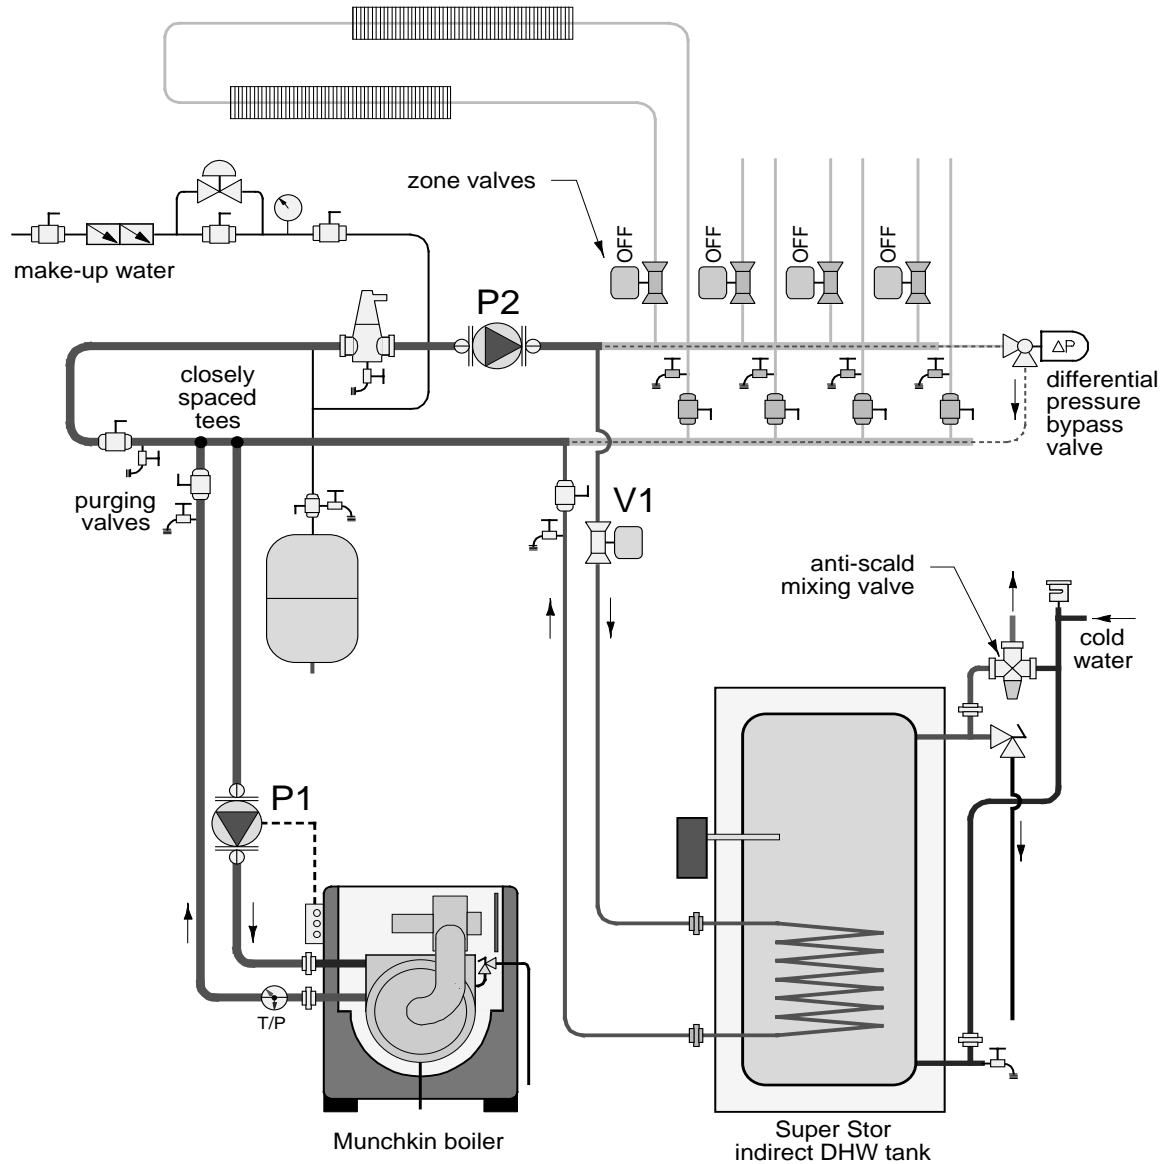 zone valves
OFF
OFF
OFF
OFF
make-up water
P2
ΔP
closely
spaced
tees
differential
pressure
bypass
valve
purging
valves
V1
anti-scald
mixing valve
cold
water
P1
T/P
Munchkin boiler
Super Stor
indirect DHW tank